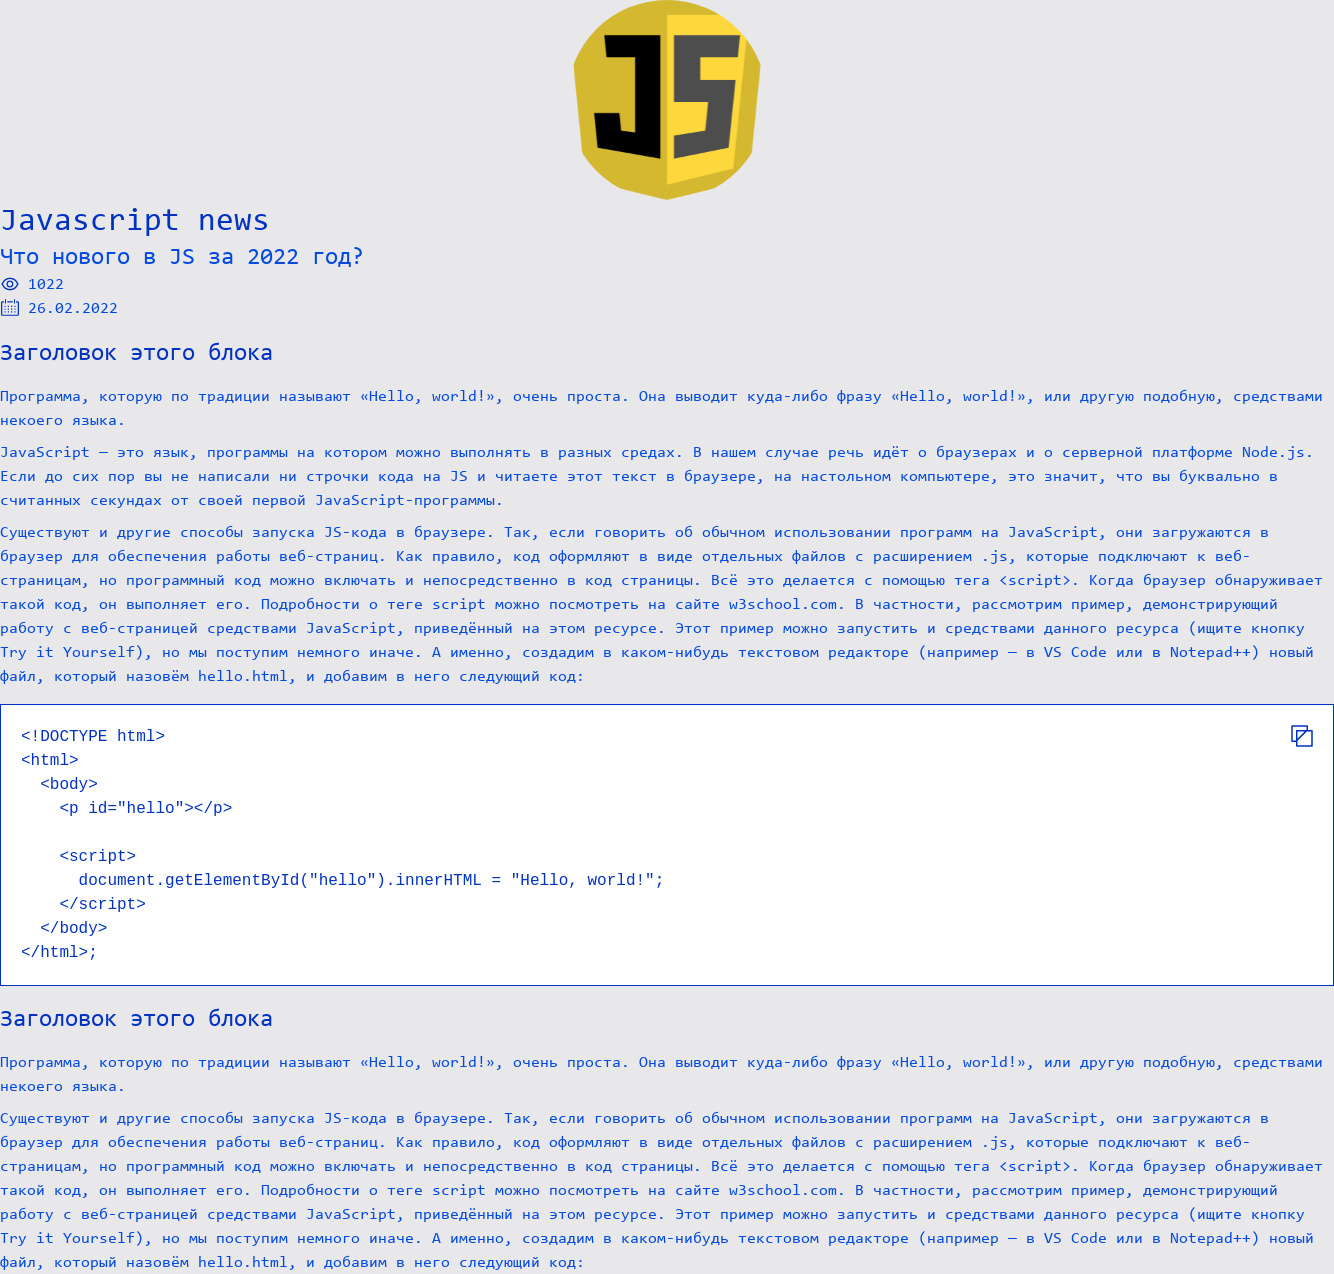 JS
Javascript news
Что нового в JS за 2022 год?
1022
26.02.2022
Заголовок этого блока
Программа, которую по традиции называют «Hello, world!», очень проста. Она выводит куда-либо фразу «Hello, world!», или другую подобную, средствами
некоего языка.
JavaScript — это язык, программы на котором можно выполнять в разных средах. В нашем случае речь идёт о браузерах и о серверной платформе Node.js.
Если до сих пор вы не написали ни строчки кода на JS и читаете этот текст в браузере, на настольном компьютере, это значит, что вы буквально в
считанных секундах от своей первой JavaScript-программы.
Существуют и другие способы запуска JS-кода в браузере. Так, если говорить об обычном использовании программ на JavaScript, они загружаются в
браузер для обеспечения работы веб-страниц. Как правило, код оформляют в виде отдельных файлов с расширением .js, которые подключают к веб-
страницам, но программный код можно включать и непосредственно в код страницы. Всё это делается с помощью тега <script>. Когда браузер обнаруживает
такой код, он выполняет его. Подробности о теге script можно посмотреть на сайте w3school.com. В частности, рассмотрим пример, демонстрирующий
работу с веб-страницей средствами JavaScript, приведённый на этом ресурсе. Этот пример можно запустить и средствами данного ресурса (ищите кнопку
Try it Yourself), но мы поступим немного иначе. А именно, создадим в каком-нибудь текстовом редакторе (например — в VS Code или в Notepad++) новый
файл, который назовём hello.html, и добавим в него следующий код:
<!DOCTYPE html>
<html>
  <body>
    <p id="hello"></p>

    <script>
      document.getElementById("hello").innerHTML = "Hello, world!";
    </script>
  </body>
</html>;
Заголовок этого блока
Программа, которую по традиции называют «Hello, world!», очень проста. Она выводит куда-либо фразу «Hello, world!», или другую подобную, средствами
некоего языка.
Существуют и другие способы запуска JS-кода в браузере. Так, если говорить об обычном использовании программ на JavaScript, они загружаются в
браузер для обеспечения работы веб-страниц. Как правило, код оформляют в виде отдельных файлов с расширением .js, которые подключают к веб-
страницам, но программный код можно включать и непосредственно в код страницы. Всё это делается с помощью тега <script>. Когда браузер обнаруживает
такой код, он выполняет его. Подробности о теге script можно посмотреть на сайте w3school.com. В частности, рассмотрим пример, демонстрирующий
работу с веб-страницей средствами JavaScript, приведённый на этом ресурсе. Этот пример можно запустить и средствами данного ресурса (ищите кнопку
Try it Yourself), но мы поступим немного иначе. А именно, создадим в каком-нибудь текстовом редакторе (например — в VS Code или в Notepad++) новый
файл, который назовём hello.html, и добавим в него следующий код: